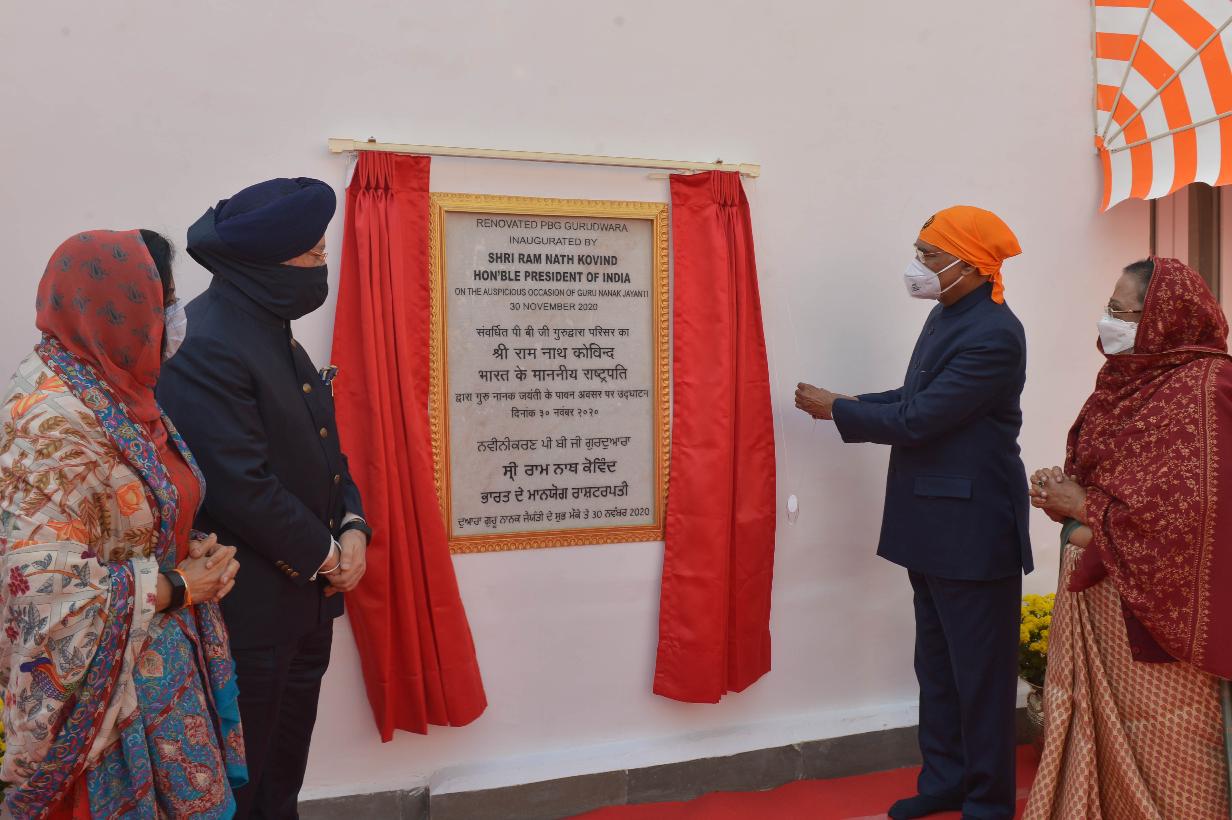 RENOVATED PBG GURUDWARA
INAUGURATED BY
SHRI RAM NATH KOVIND
HON'BLE PRESIDENT OF INDIA
ON THE AUSPICIOUS OCCASION OF GURU NANAK JAYANTI
30 NOVEMBER 2020
संवर्धित पी बी जी गुरुद्वारा परिसर का
श्री राम नाथ कोविन्द
भारत के माननीय राष्ट्रपति
द्वारा गुरु नानक जयंती के पावन अवसर पर उद्घाटन
दिनांक ३० नवंबर २०२०
ਨਵੀਨੀਕਰਣ ਪੀ ਬੀ ਜੀ ਗੁਰਦੁਆਰਾ
ਸ੍ਰੀ ਰਾਮ ਨਾਥ ਕੋਵਿੰਦ
ਭਾਰਤ ਦੇ ਮਾਨਯੋਗ ਰਾਸ਼ਟਰਪਤੀ
ਦੁਆਰਾ ਗੁਰੂ ਨਾਨਕ ਜੈਯੰਤੀ ਦੇ ਸੁਭ ਮੌਕੇ ਤੇ 30 ਨਵੰਬਰ 2020